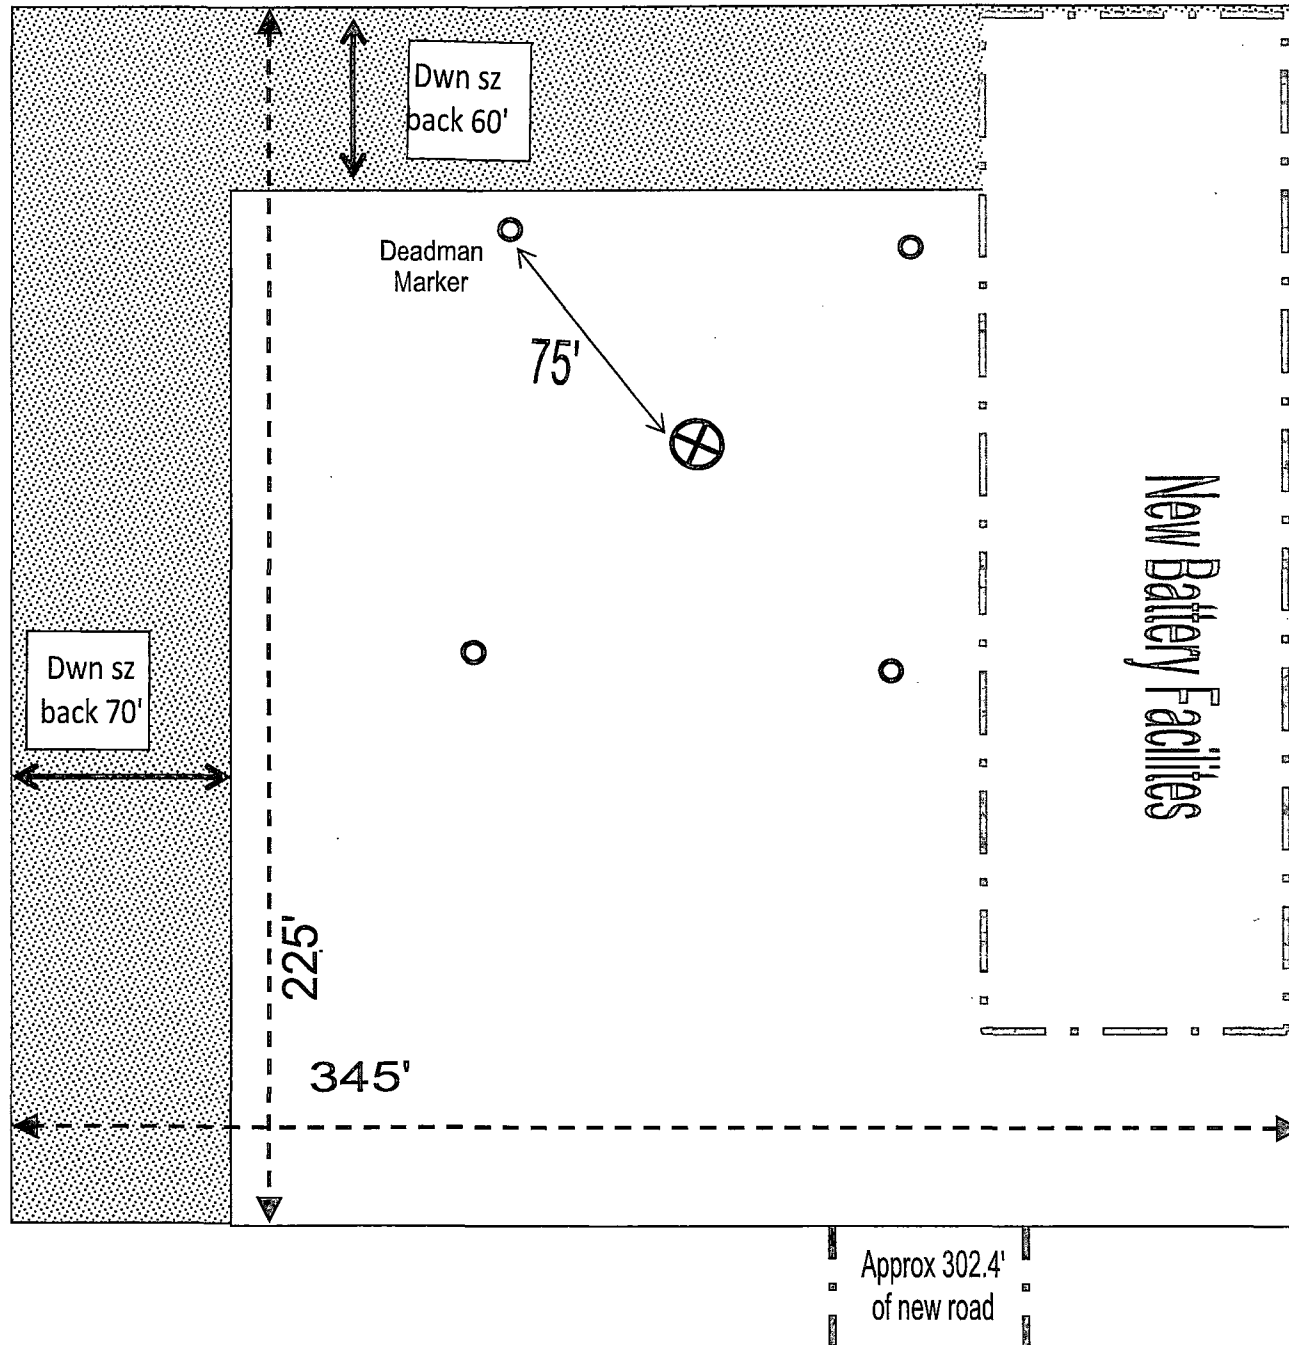 Dwn sz
back 60'
Deadman
Marker
75'
New Battery Facilities
Dwn sz
back 70'
225'
345'
Approx 302.4'
of new road